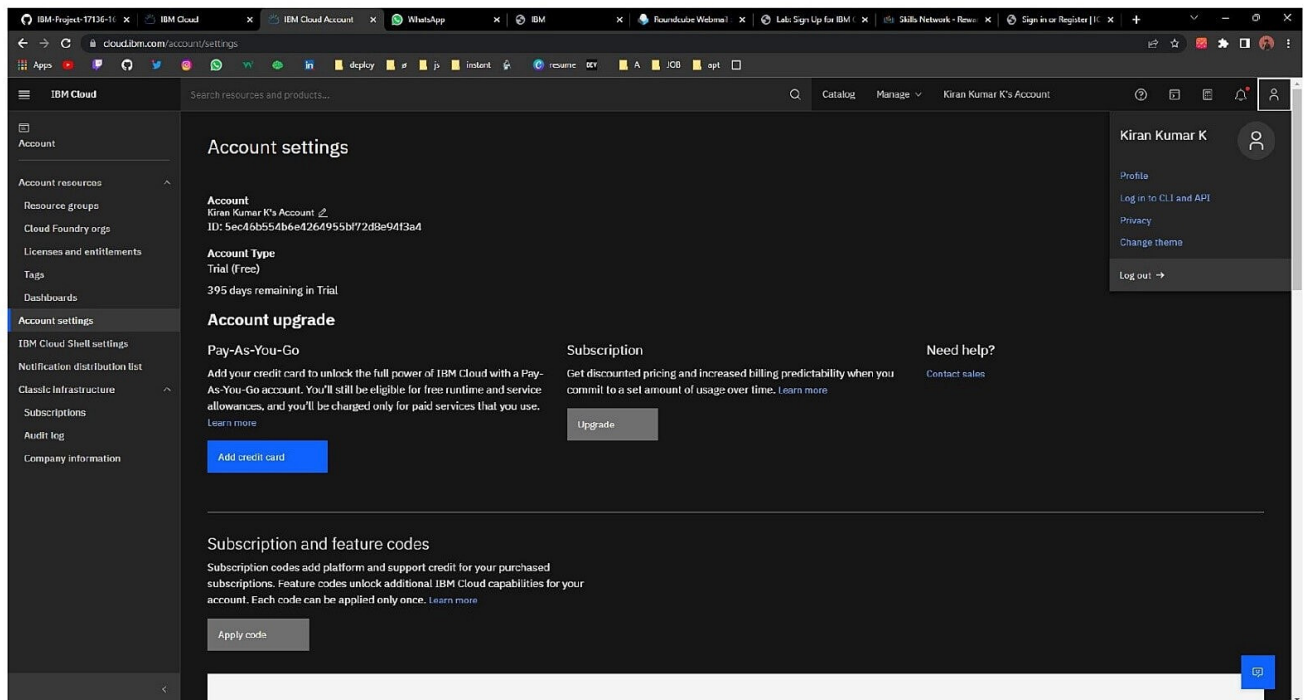 IBM-Project-17136-16
IBM Cloud
IBM Cloud Account
WhatsApp
IBM
Roundcube Webmail
Lab: Sign Up for IBM C
Skills Network - Rewa
Sign in or Register | IC
cloud.ibm.com/account/settings
Apps
deploy
js
instant
resume
DEV
A
JOB
apt
IBM Cloud
Search resources and products...
Catalog
Manage
Kiran Kumar K's Account
Account
Account resources
Resource groups
Cloud Foundry orgs
Licenses and entitlements
Tags
Dashboards
Account settings
IBM Cloud Shell settings
Notification distribution list
Classic infrastructure
Subscriptions
Audit log
Company information
Account settings
Account
Kiran Kumar K's Account
ID: 5ec46b554b6e4264955bf72d8e94f3a4
Account Type
Trial (Free)
395 days remaining in Trial
Account upgrade
Pay-As-You-Go
Add your credit card to unlock the full power of IBM Cloud with a Pay-
As-You-Go account. You'll still be eligible for free runtime and service
allowances, and you'll be charged only for paid services that you use.
Learn more
Add credit card
Subscription
Get discounted pricing and increased billing predictability when you
commit to a set amount of usage over time. Learn more
Upgrade
Need help?
Contact sales
Subscription and feature codes
Subscription codes add platform and support credit for your purchased
subscriptions. Feature codes unlock additional IBM Cloud capabilities for your
account. Each code can be applied only once. Learn more
Apply code
Kiran Kumar K
Profile
Log in to CLI and API
Privacy
Change theme
Log out →